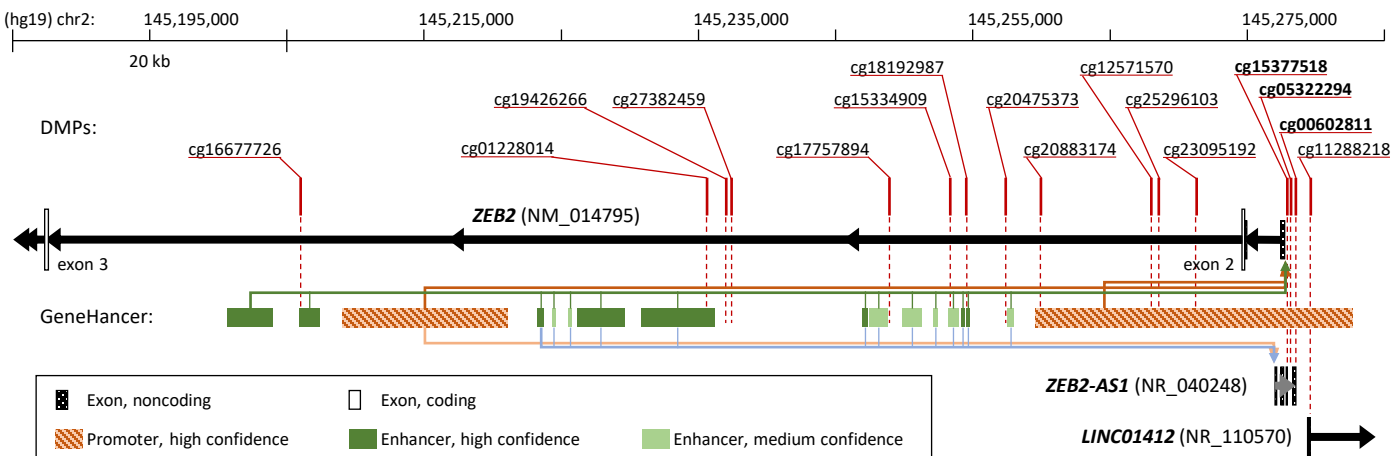 (hg19) chr2: 145,195,000 145,215,000 145,235,000 145,255,000 145,275,000
20 kb
cg18192987 cg12571570 cg15377518
cg05322294
DMPs: cg19426266 cg27382459 cg15334909 cg20475373 cg25296103
cg00602811
cg16677726 cg01228014 cg17757894 cg20883174 cg23095192 cg11288218
ZEB2 (NM_014795)
exon 3 exon 2
GeneHancer:
ZEB2-AS1 (NR_040248)
Exon, noncoding Exon, coding
Promoter, high confidence Enhancer, high confidence Enhancer, medium confidence
LINC01412 (NR_110570)